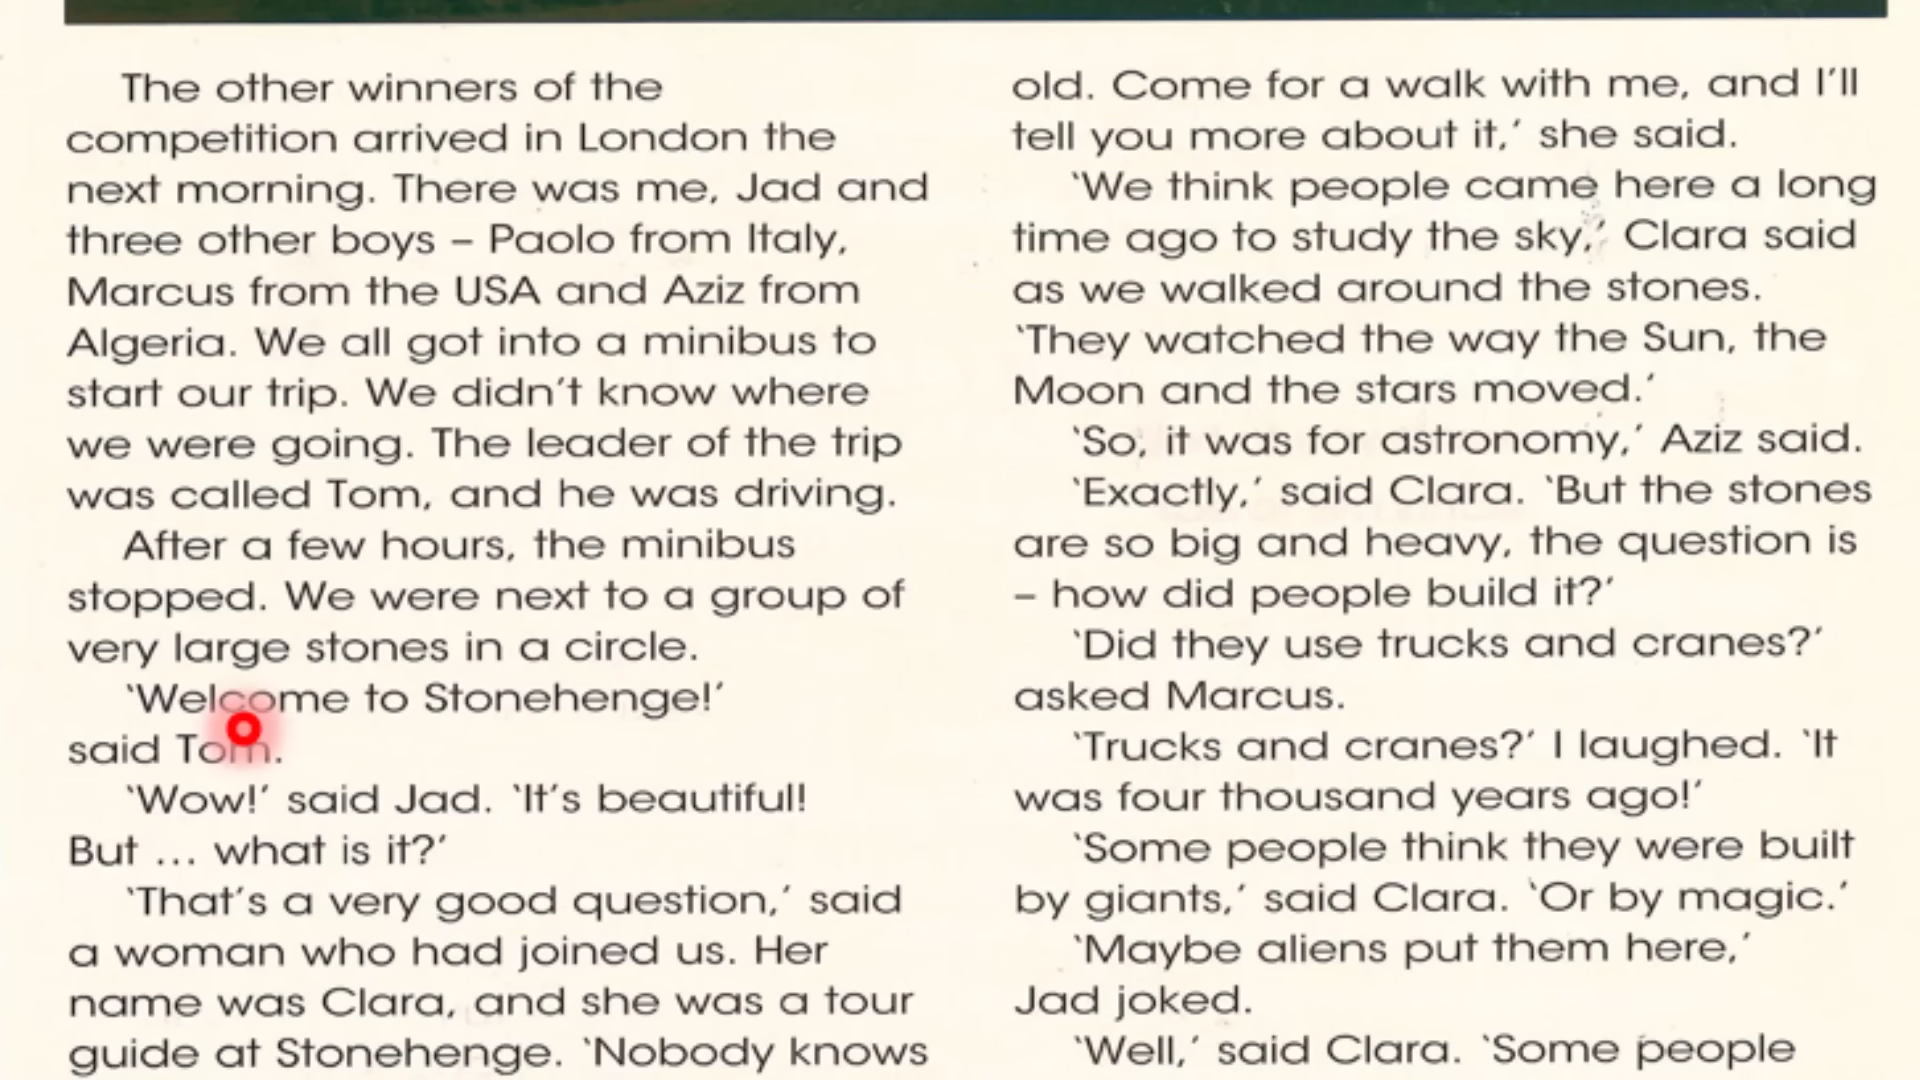 The other winners of the
competition arrived in London the
next morning. There was me, Jad and
three other boys – Paolo from Italy,
Marcus from the USA and Aziz from
Algeria. We all got into a minibus to
start our trip. We didn't know where
we were going. The leader of the trip
was called Tom, and he was driving.
After a few hours, the minibus
stopped. We were next to a group of
very large stones in a circle.
‘Welcome to Stonehenge!’
said Tom.
‘Wow!’ said Jad. ‘It's beautiful!
But ... what is it?’
‘That's a very good question,’ said
a woman who had joined us. Her
name was Clara, and she was a tour
guide at Stonehenge. ‘Nobody knows
old. Come for a walk with me, and I'll
tell you more about it,’ she said.
‘We think people came here a long
time ago to study the sky,’ Clara said
as we walked around the stones.
‘They watched the way the Sun, the
Moon and the stars moved.’
‘So, it was for astronomy,’ Aziz said.
‘Exactly,’ said Clara. ‘But the stones
are so big and heavy, the question is
– how did people build it?’
‘Did they use trucks and cranes?’
asked Marcus.
‘Trucks and cranes?’ I laughed. ‘It
was four thousand years ago!’
‘Some people think they were built
by giants,’ said Clara. ‘Or by magic.’
‘Maybe aliens put them here,’
Jad joked.
‘Well,’ said Clara. ‘Some people